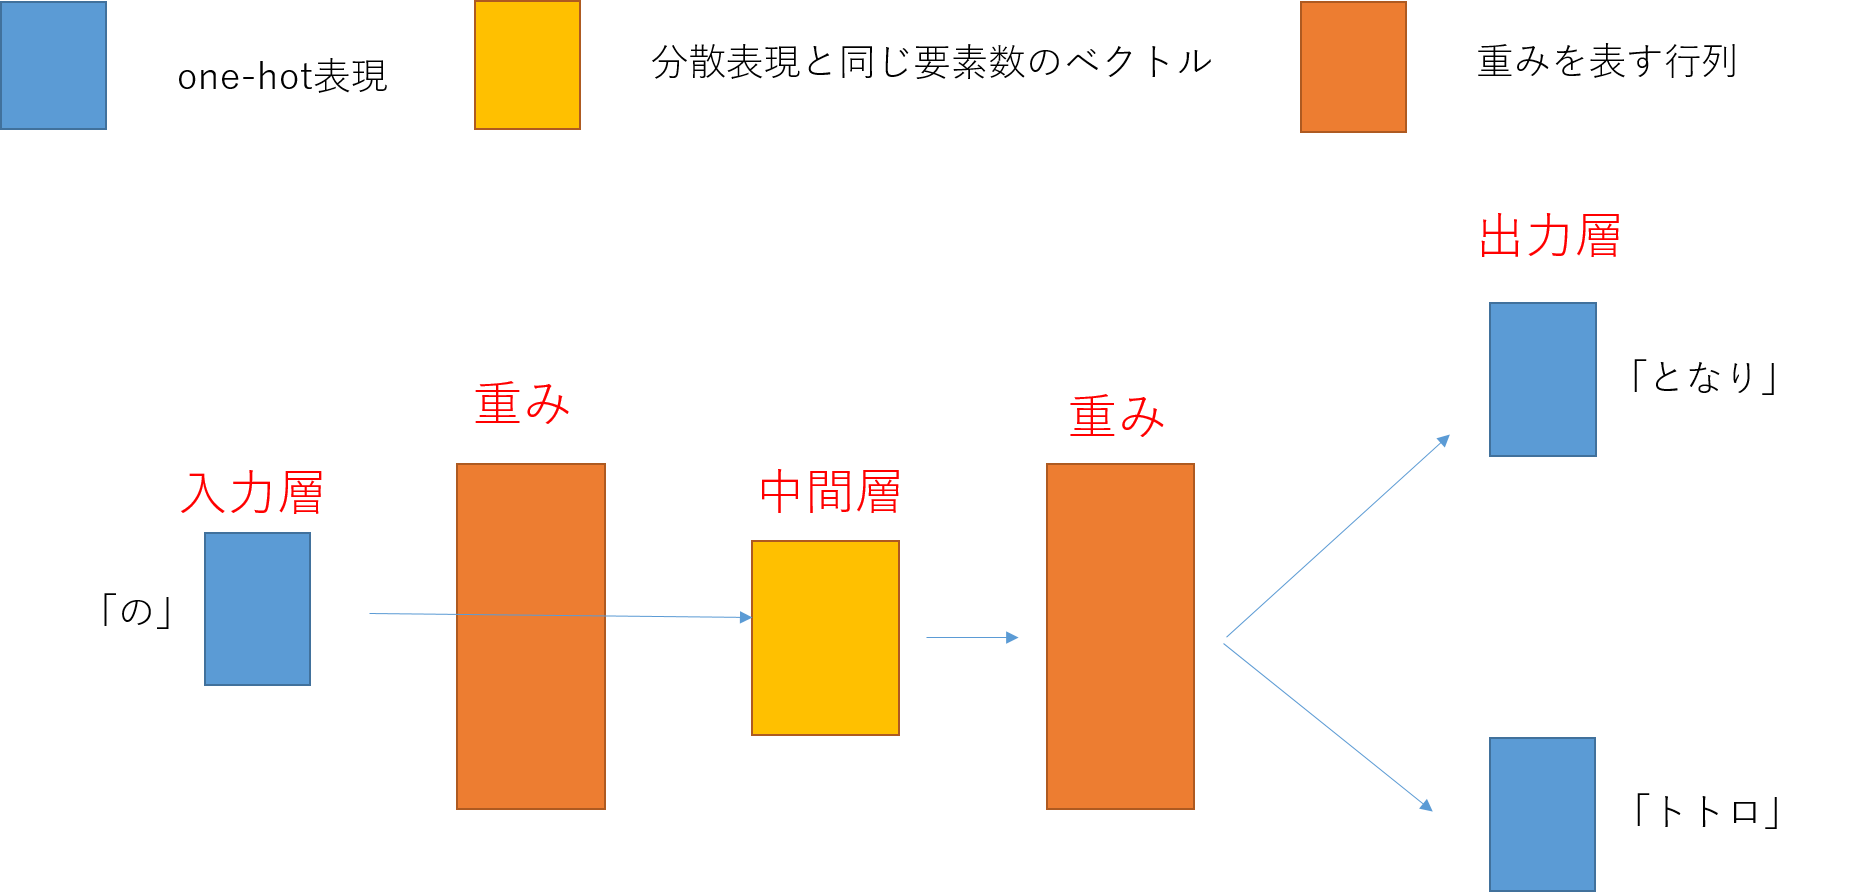 one-hot表現
分散表現と同じ要素数のベクトル
重みを表す行列
出力層
「となり」
重み
重み
入力層
中間層
「の」
「トトロ」